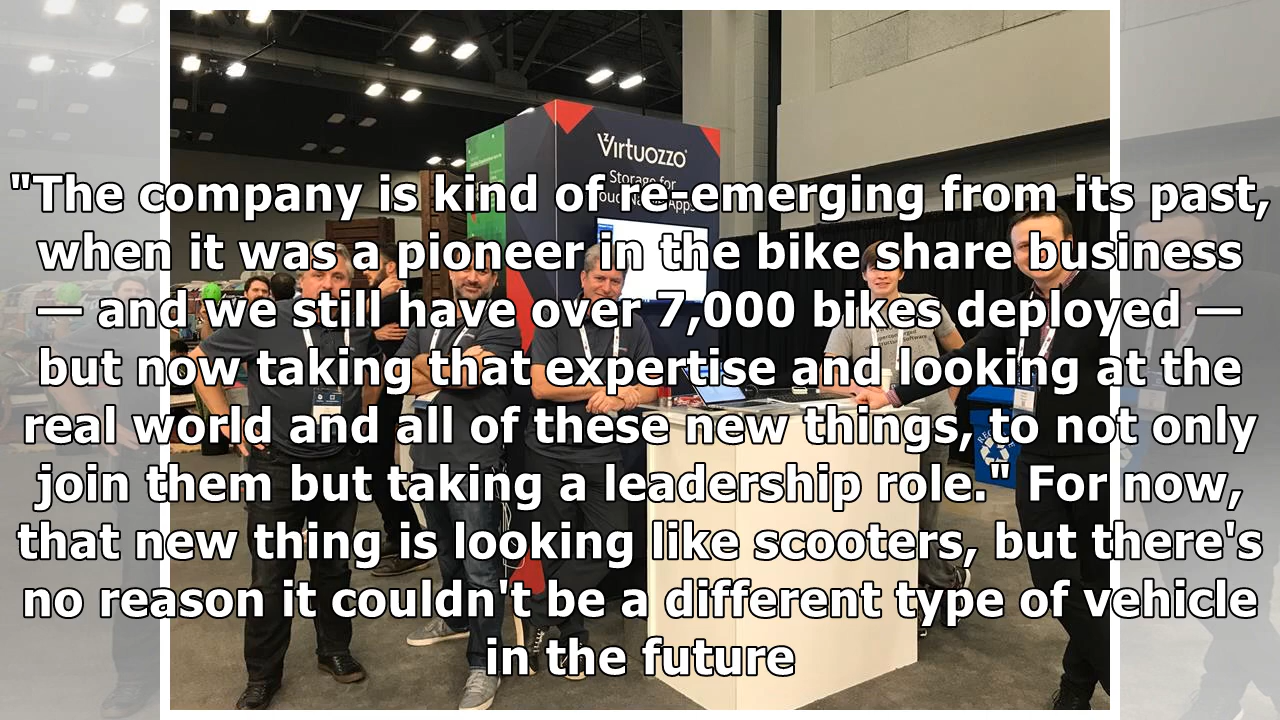 Virtuozzo
Storage for
"The company is kind of re-emerging from its past,
when it was a pioneer in the bike share business
— and we still have over 7,000 bikes deployed —
but now taking that expertise and looking at the
real world and all of these new things, to not only
join them but taking a leadership role." For now,
that new thing is looking like scooters, but there's
no reason it couldn't be a different type of vehicle
in the future